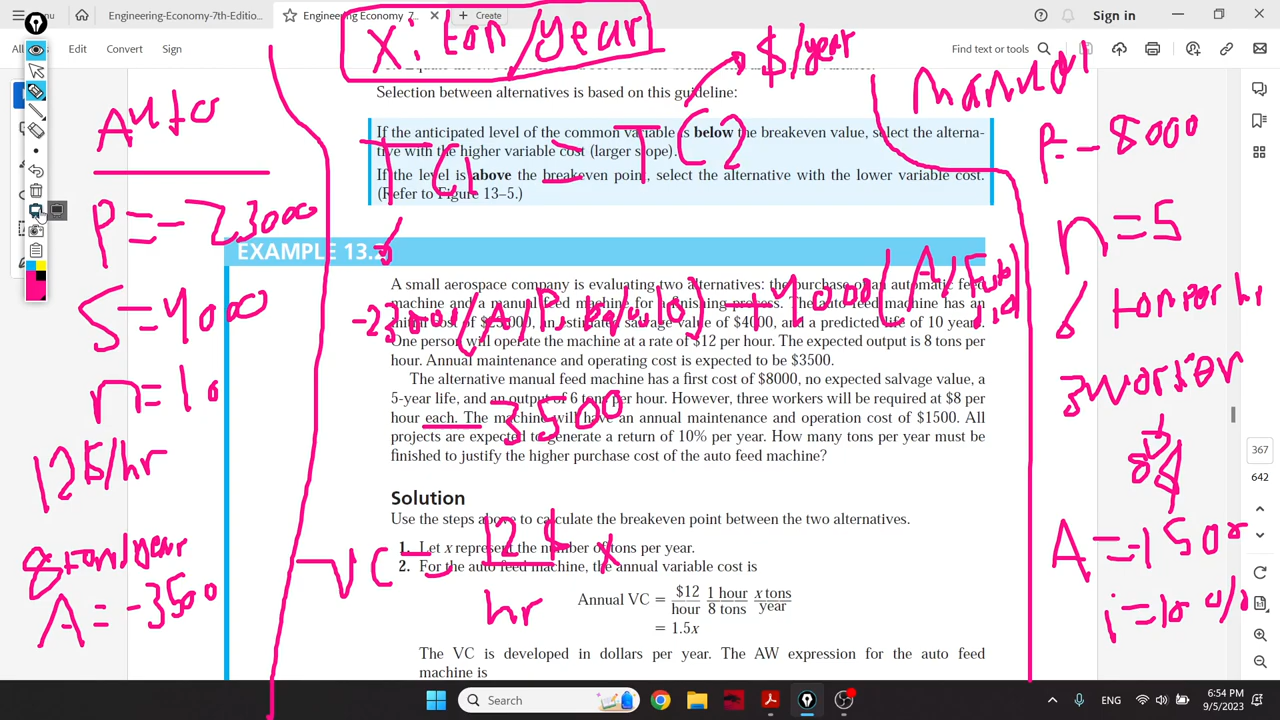 Menu
Engineering-Economy-7th-Editio...
Engineering Economy 7...
Create
Sign in
Edit
Convert
Sign
Find text or tools
x: ton/year
$/year
Manual
Auto
Selection between alternatives is based on this guideline:
If the anticipated level of the common variable is below the breakeven value, select the alterna-
tive with the higher variable cost (larger slope).
If the level is above the breakeven point, select the alternative with the lower variable cost.
(Refer to Figure 13–5.)
TC1 = TC2
P=-8000
P=-23000
n=5
S=4000
6 ton per hr
n=10
12$/hr
8$
8 ton/year
A=-1500
A=-3500
i=10%
EXAMPLE 13.2
-23000(A/P, 10%, 10) + 4000(A/F, 10%, 10)
A small aerospace company is evaluating two alternatives: the purchase of an automatic feed
machine and a manual feed machine for a finishing process. The auto feed machine has an
initial cost of $23,000, an estimated salvage value of $4000, and a predicted life of 10 years.
One person will operate the machine at a rate of $12 per hour. The expected output is 8 tons per
hour. Annual maintenance and operating cost is expected to be $3500.
The alternative manual feed machine has a first cost of $8000, no expected salvage value, a
5-year life, and an output of 6 tons per hour. However, three workers will be required at $8 per
hour each. The machine will have an annual maintenance and operation cost of $1500. All
projects are expected to generate a return of 10% per year. How many tons per year must be
finished to justify the higher purchase cost of the auto feed machine?
- 3500
Solution
Use the steps above to calculate the breakeven point between the two alternatives.
1. Let x represent the number of tons per year.
2. For the auto feed machine, the annual variable cost is
VC = 12 $ x
hr
Annual VC = $12/hour 1 hour/8 tons x tons/year
= 1.5x
The VC is developed in dollars per year. The AW expression for the auto feed
machine is
367
642
Search
ENG
6:54 PM
9/5/2023